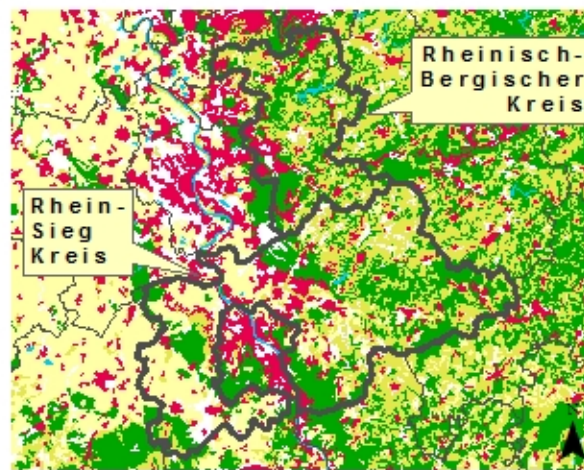 Rheinisch-
Bergischer
Kreis
Rhein-
Sieg
Kreis